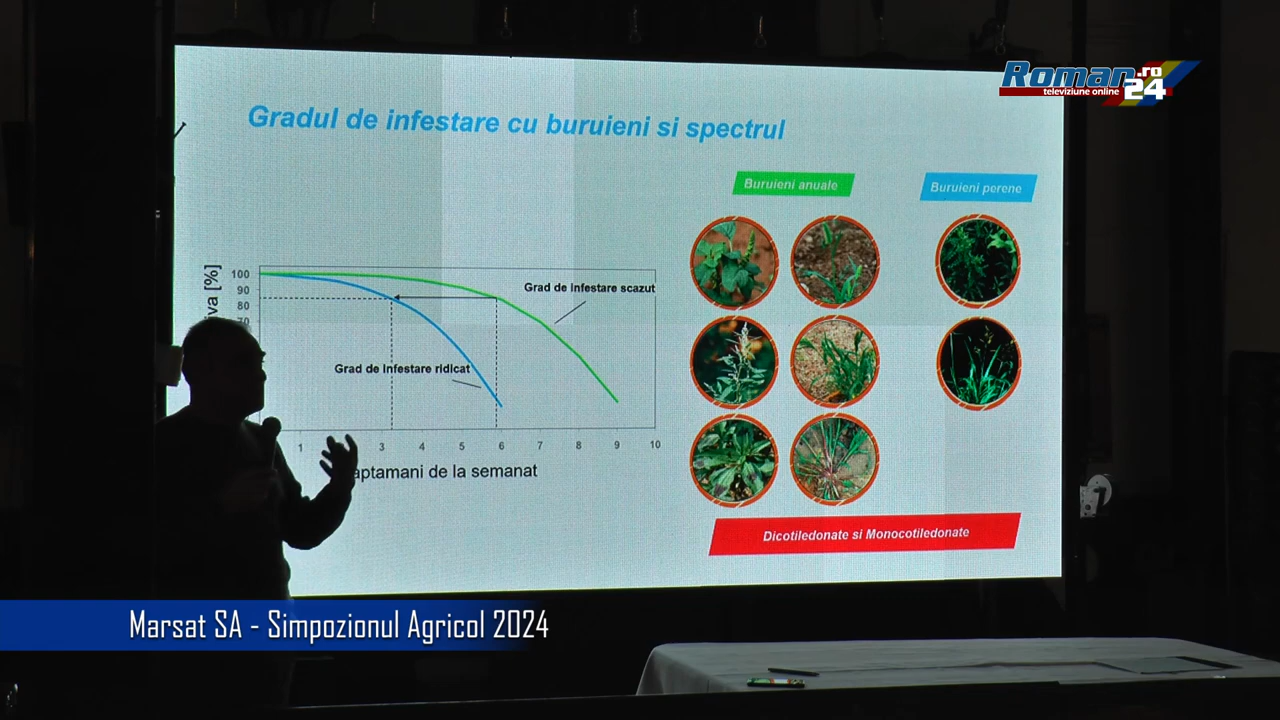 Roman.ro
televiziune online 24
Gradul de infestare cu buruieni si spectrul
Buruieni anuale
Buruieni perene
[%]
100
90
80
Grad de infestare scazut
Grad de infestare ridicat
1 3 4 5 6 7 8 9 10
de la semanat
Dicotiledonate si Monocotiledonate
Marsat SA - Simpozionul Agricol 2024